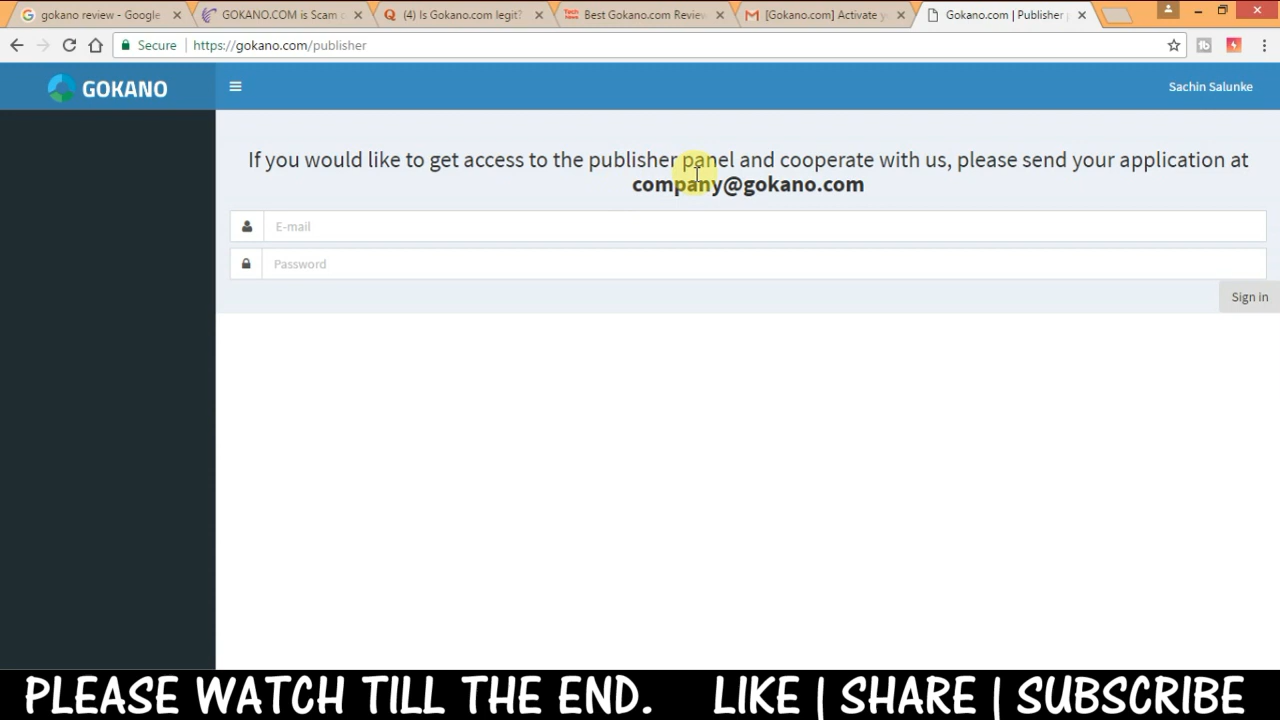 gokano review - Google
GOKANO.COM is Scam o
(4) Is Gokano.com legit?
Tech
News
Best Gokano.com Review
[Gokano.com] Activate y
Gokano.com | Publisher p
Secure
https://gokano.com/publisher
GOKANO
Sachin Salunke
If you would like to get access to the publisher panel and cooperate with us, please send your application at
company@gokano.com
E-mail
Password
Sign in
PLEASE WATCH TILL THE END. LIKE | SHARE | SUBSCRIBE